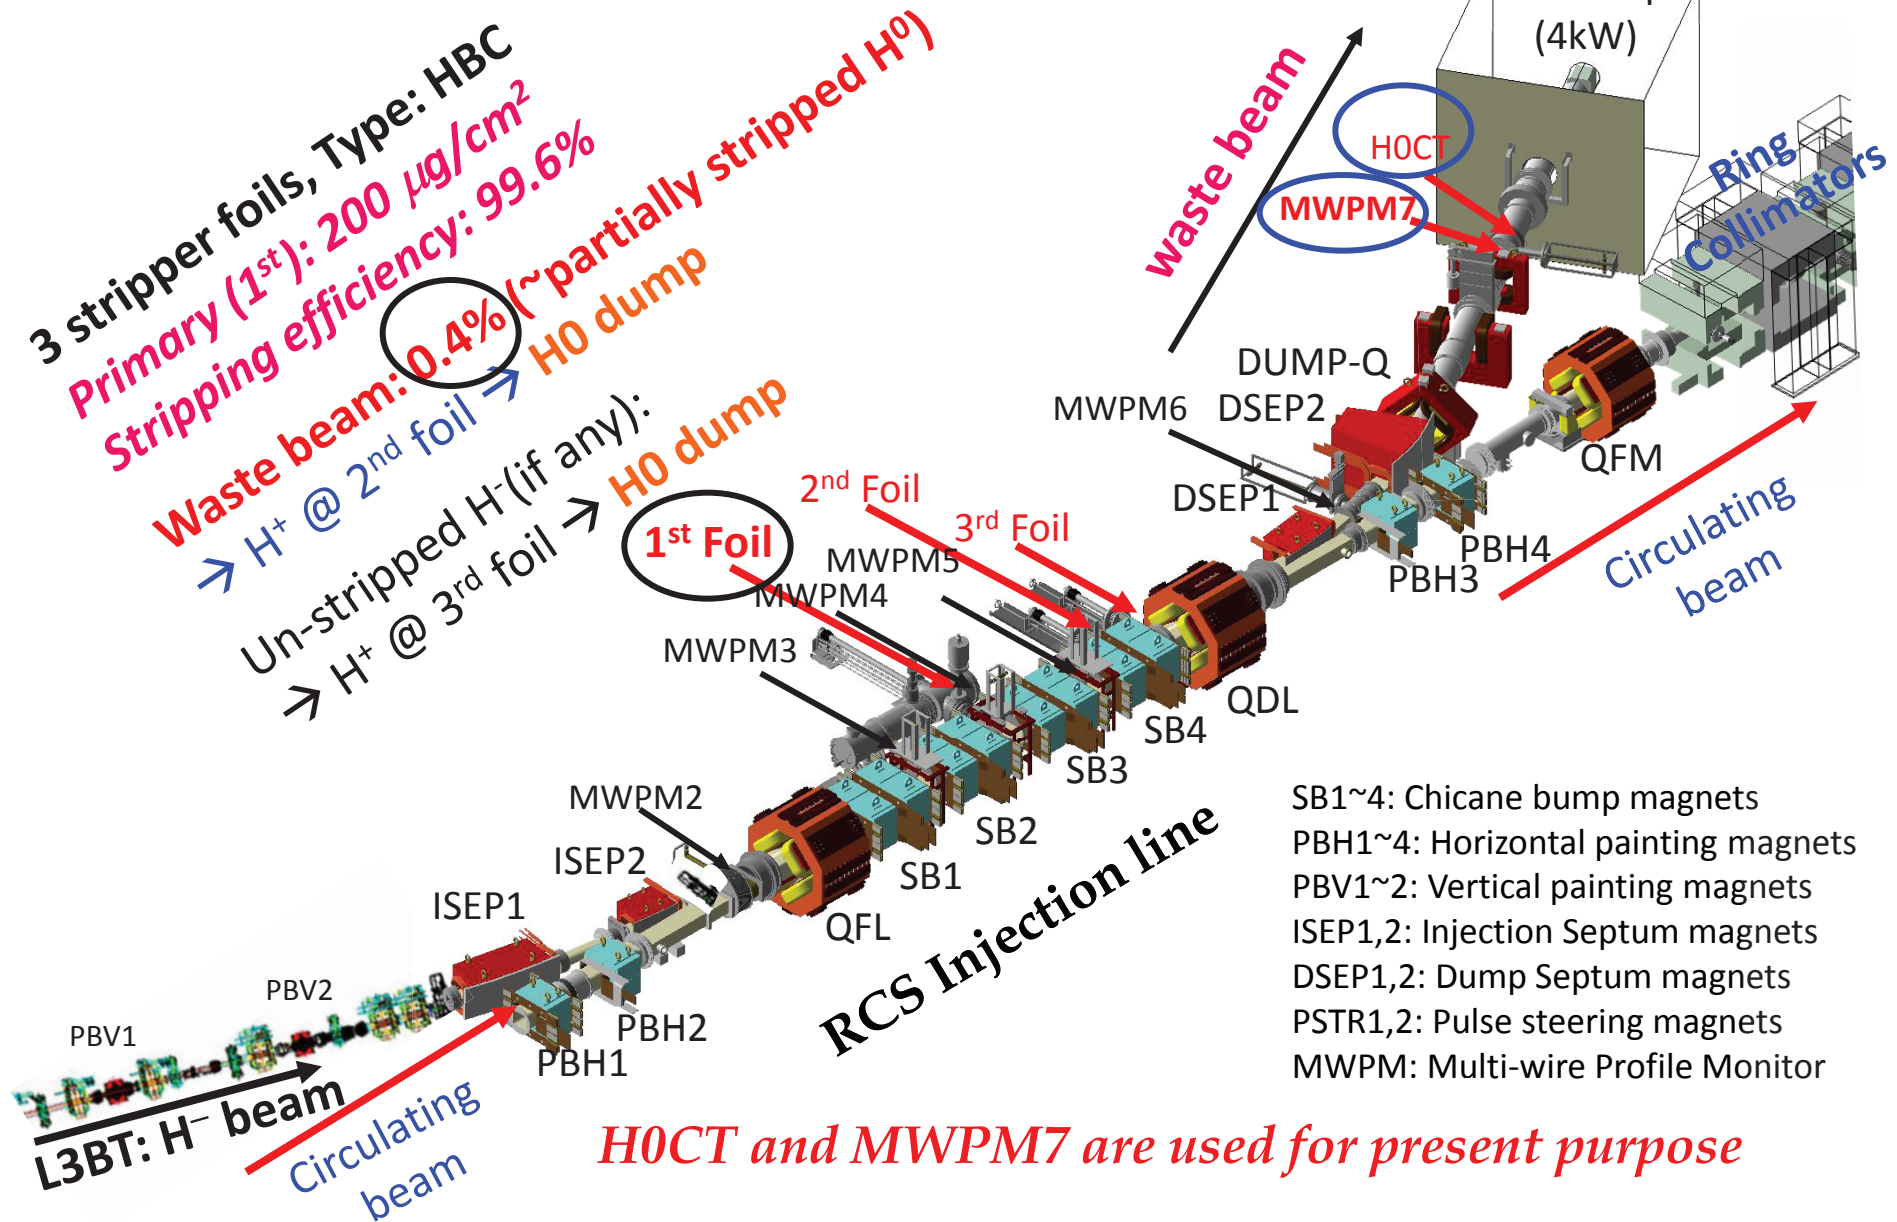 3 stripper foils, Type: HBC
Primary (1st): 200 μg/cm2
Stripping efficiency: 99.6%
Waste beam: 0.4% (~partially stripped H0)
→ H+ @ 2nd foil → H0 dump
Un-stripped H-(if any):
→ H+ @ 3rd foil → H0 dump
(4kW)
waste beam
H0CT
MWPM7
Ring
Collimators
DUMP-Q
MWPM6
DSEP2
DSEP1
QFM
PBH4
PBH3
Circulating
beam
2nd Foil
1st Foil
3rd Foil
MWPM5
MWPM4
MWPM3
QDL
SB4
SB3
SB2
SB1
MWPM2
QFL
ISEP2
ISEP1
PBV2
PBV1
PBH2
PBH1
L3BT: H– beam
Circulating
beam
RCS Injection line
SB1~4: Chicane bump magnets
PBH1~4: Horizontal painting magnets
PBV1~2: Vertical painting magnets
ISEP1,2: Injection Septum magnets
DSEP1,2: Dump Septum magnets
PSTR1,2: Pulse steering magnets
MWPM: Multi-wire Profile Monitor
H0CT and MWPM7 are used for present purpose